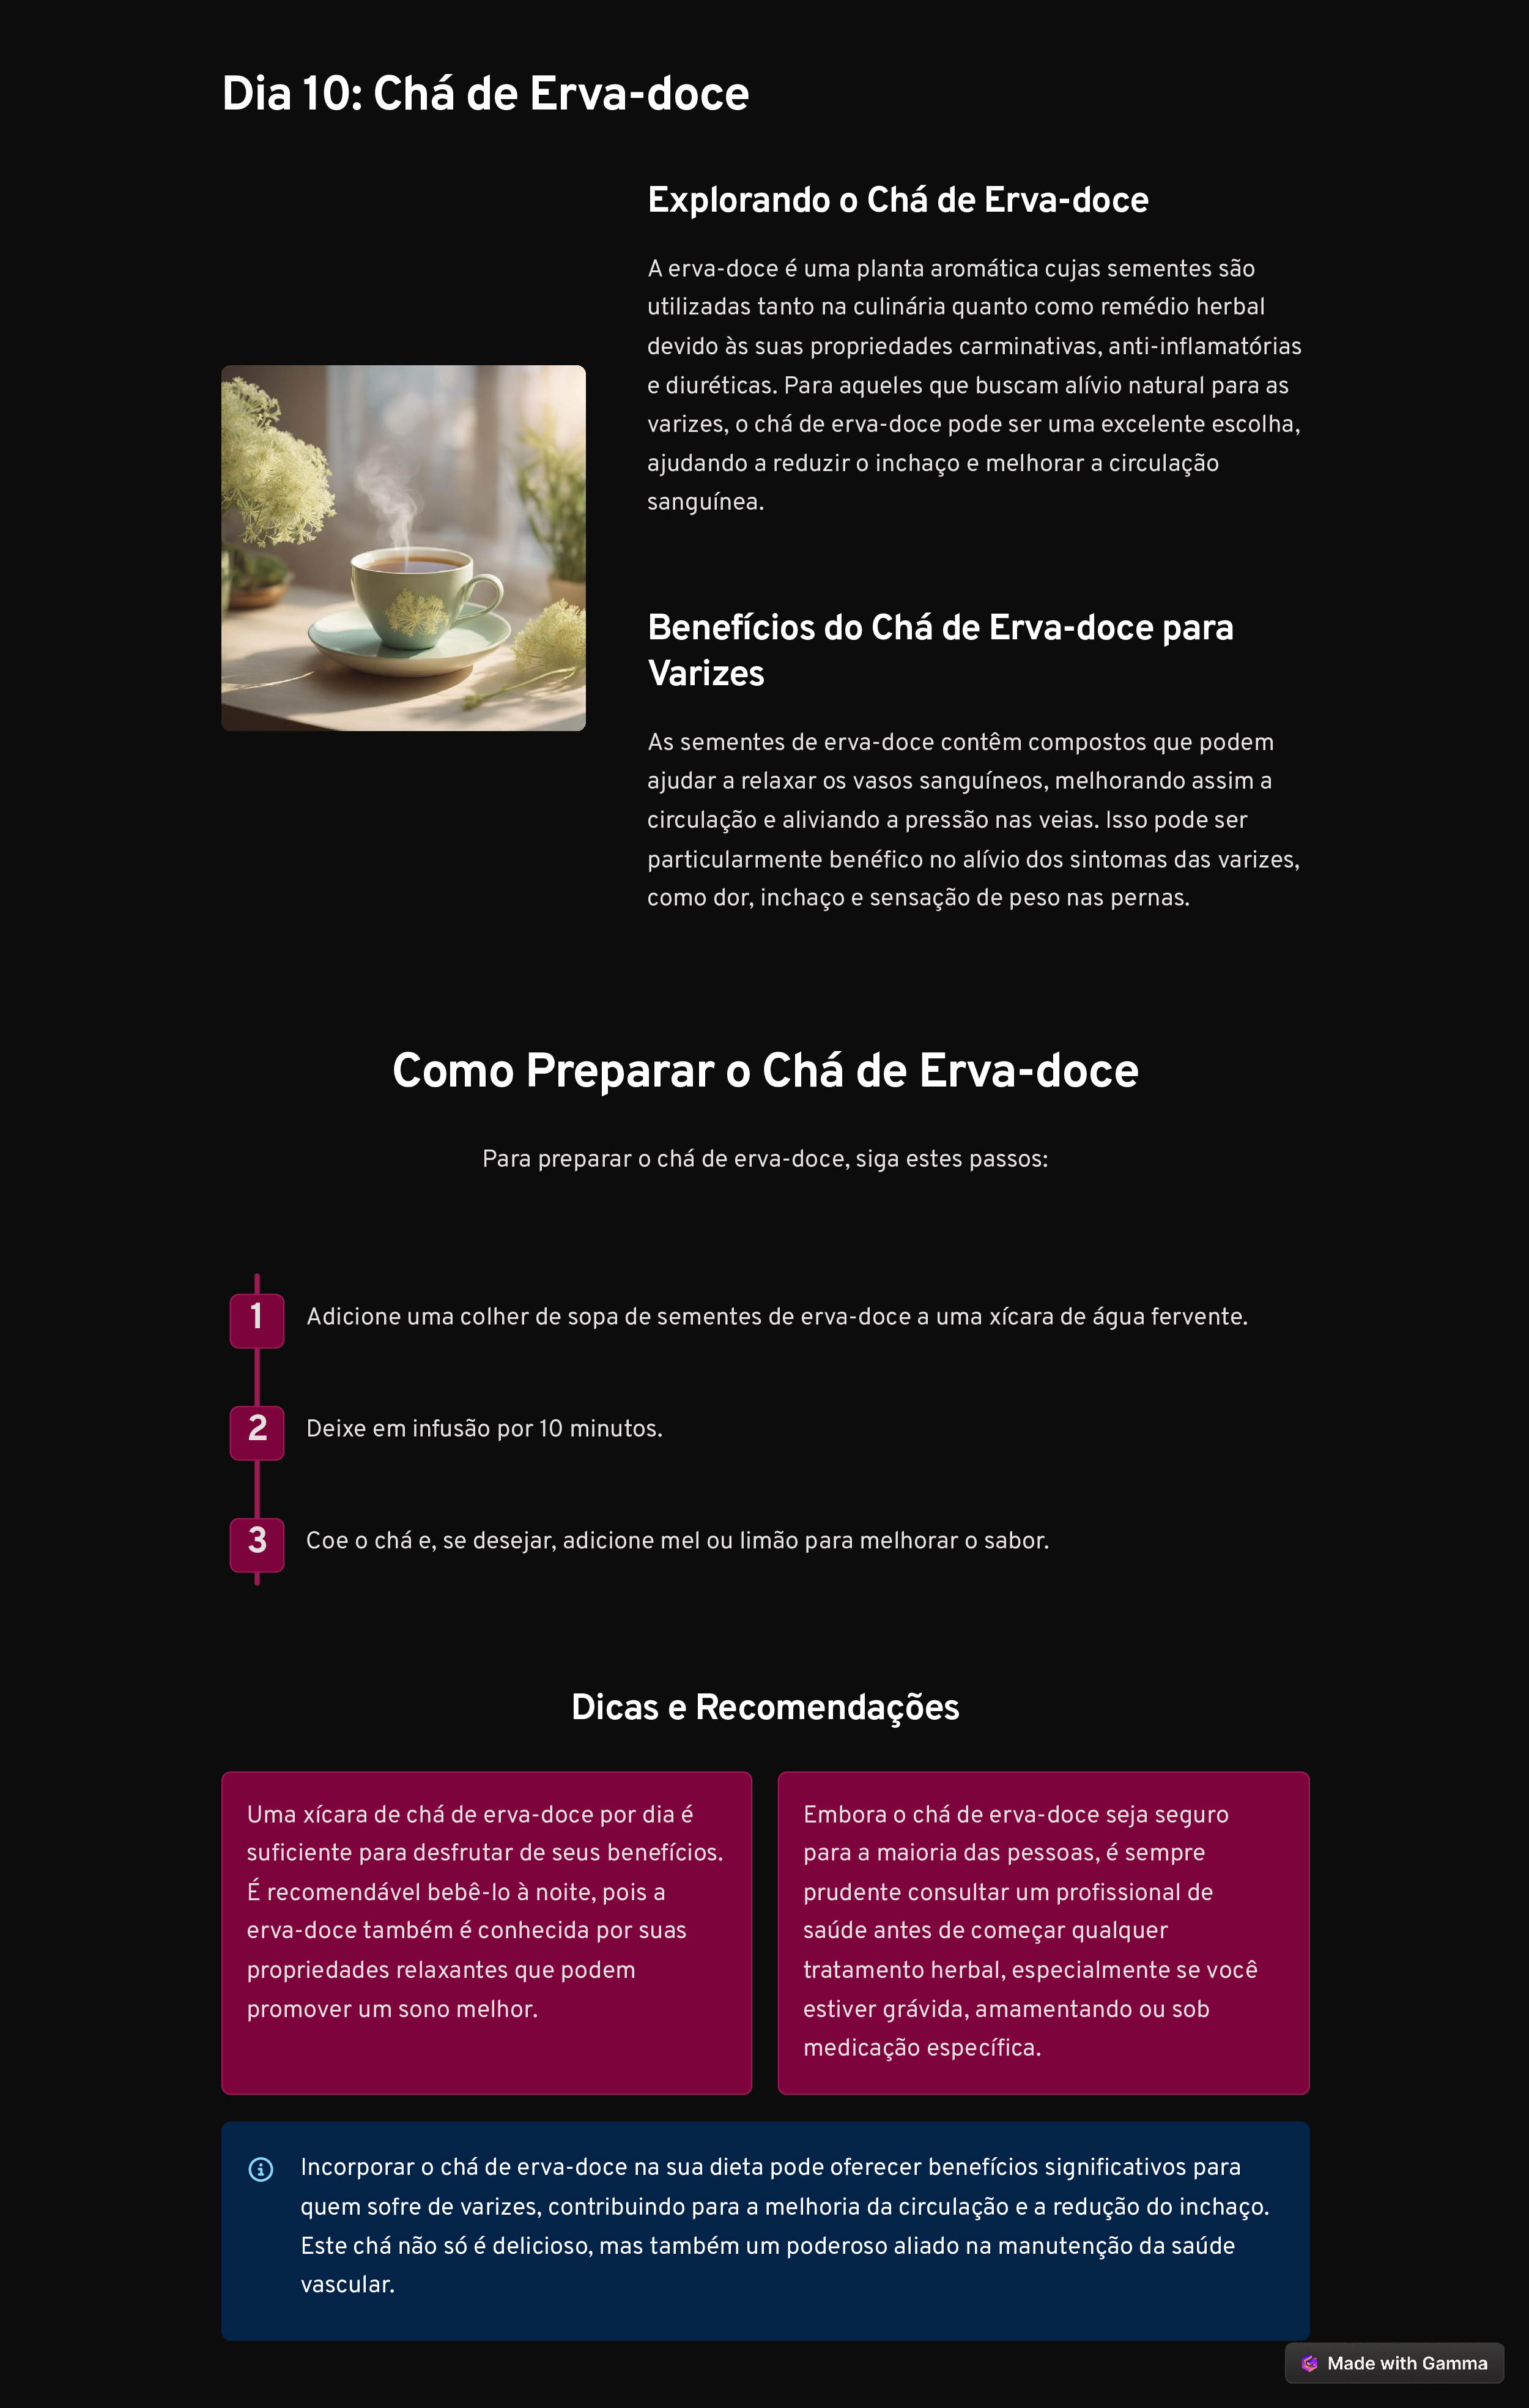 Dia 10: Chá de Erva-doce
Explorando o Chá de Erva-doce
A erva-doce é uma planta aromática cujas sementes são
utilizadas tanto na culinária quanto como remédio herbal
devido às suas propriedades carminativas, anti-inflamatórias
e diuréticas. Para aqueles que buscam alívio natural para as
varizes, o chá de erva-doce pode ser uma excelente escolha,
ajudando a reduzir o inchaço e melhorar a circulação
sanguínea.
Benefícios do Chá de Erva-doce para
Varizes
As sementes de erva-doce contêm compostos que podem
ajudar a relaxar os vasos sanguíneos, melhorando assim a
circulação e aliviando a pressão nas veias. Isso pode ser
particularmente benéfico no alívio dos sintomas das varizes,
como dor, inchaço e sensação de peso nas pernas.
Como Preparar o Chá de Erva-doce
Para preparar o chá de erva-doce, siga estes passos:
1 Adicione uma colher de sopa de sementes de erva-doce a uma xícara de água fervente.
2 Deixe em infusão por 10 minutos.
3 Coe o chá e, se desejar, adicione mel ou limão para melhorar o sabor.
Dicas e Recomendações
Uma xícara de chá de erva-doce por dia é
suficiente para desfrutar de seus benefícios.
É recomendável bebê-lo à noite, pois a
erva-doce também é conhecida por suas
propriedades relaxantes que podem
promover um sono melhor.
Embora o chá de erva-doce seja seguro
para a maioria das pessoas, é sempre
prudente consultar um profissional de
saúde antes de começar qualquer
tratamento herbal, especialmente se você
estiver grávida, amamentando ou sob
medicação específica.
Incorporar o chá de erva-doce na sua dieta pode oferecer benefícios significativos para
quem sofre de varizes, contribuindo para a melhoria da circulação e a redução do inchaço.
Este chá não só é delicioso, mas também um poderoso aliado na manutenção da saúde
vascular.
Made with Gamma